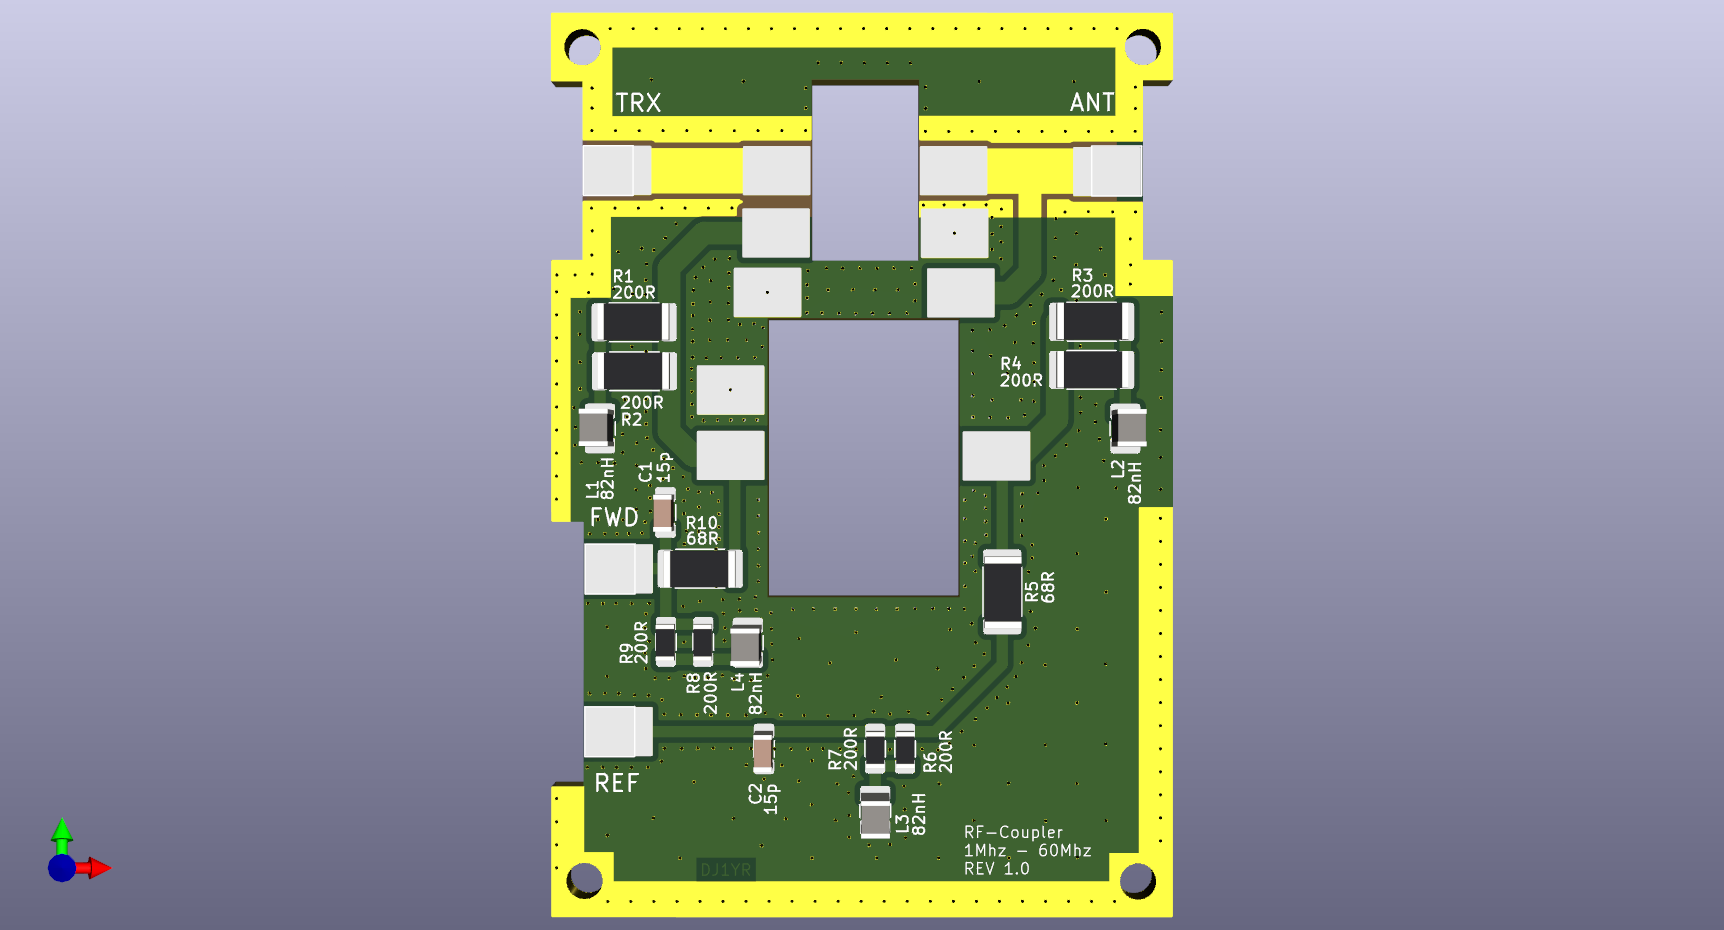 TRX
ANT
R1
200R
R3
200R
R4
200R
200R
R2
C1
15p
L1
82nH
L2
82nH
FWD
R10
68R
R5
68R
R9
200R
R8
200R
L4
82nH
R7
200R
R6
200R
REF
C2
15p
L3
82nH
RF-Coupler
1Mhz - 60Mhz
REV 1.0
DJ1YR